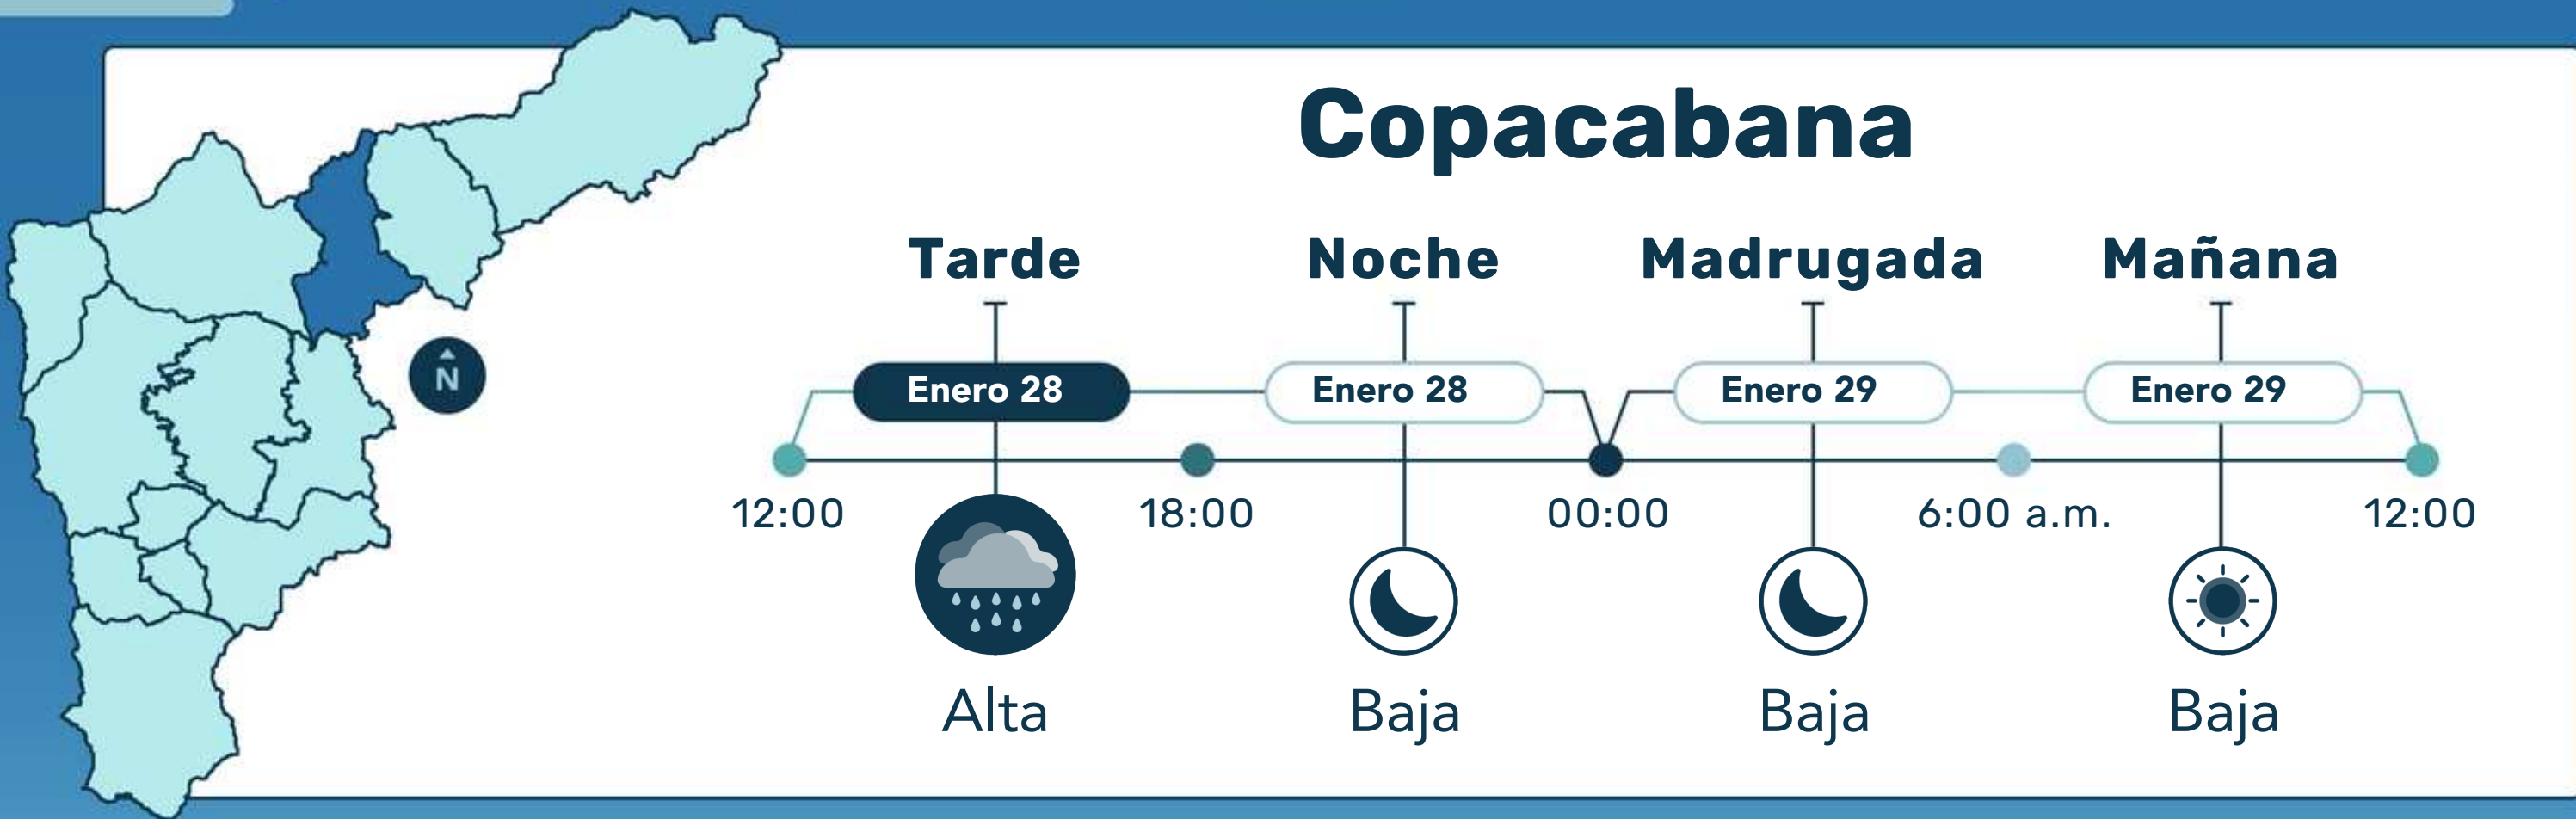 Copacabana
Tarde Noche Madrugada Mañana
N
Enero 28 Enero 28 Enero 29 Enero 29
12:00 18:00 00:00 6:00 a.m. 12:00
Alta Baja Baja Baja